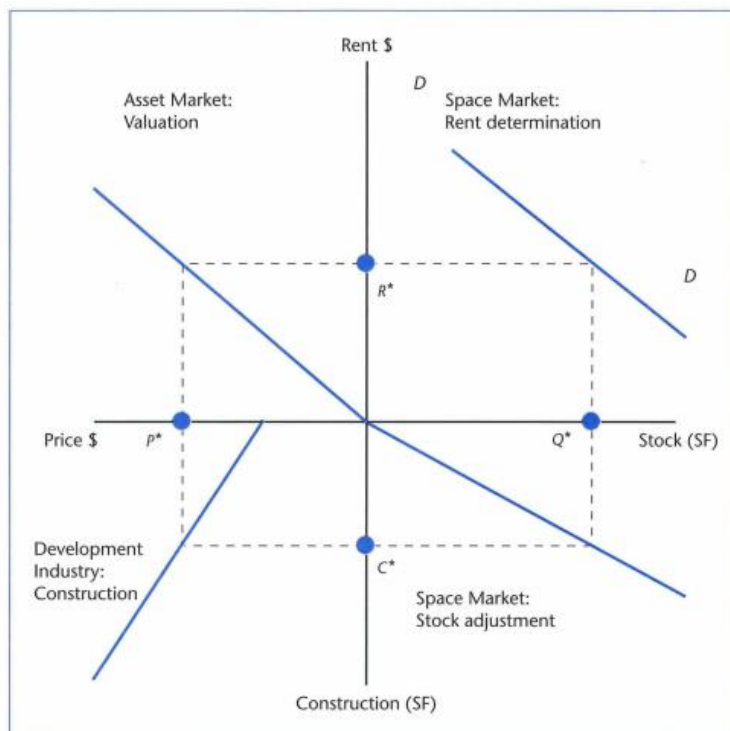 Rent $
D
Asset Market:
Valuation
Space Market:
Rent determination
D
R*
Price $
P*
Q*
Stock (SF)
Development
Industry:
Construction
C*
Space Market:
Stock adjustment
Construction (SF)